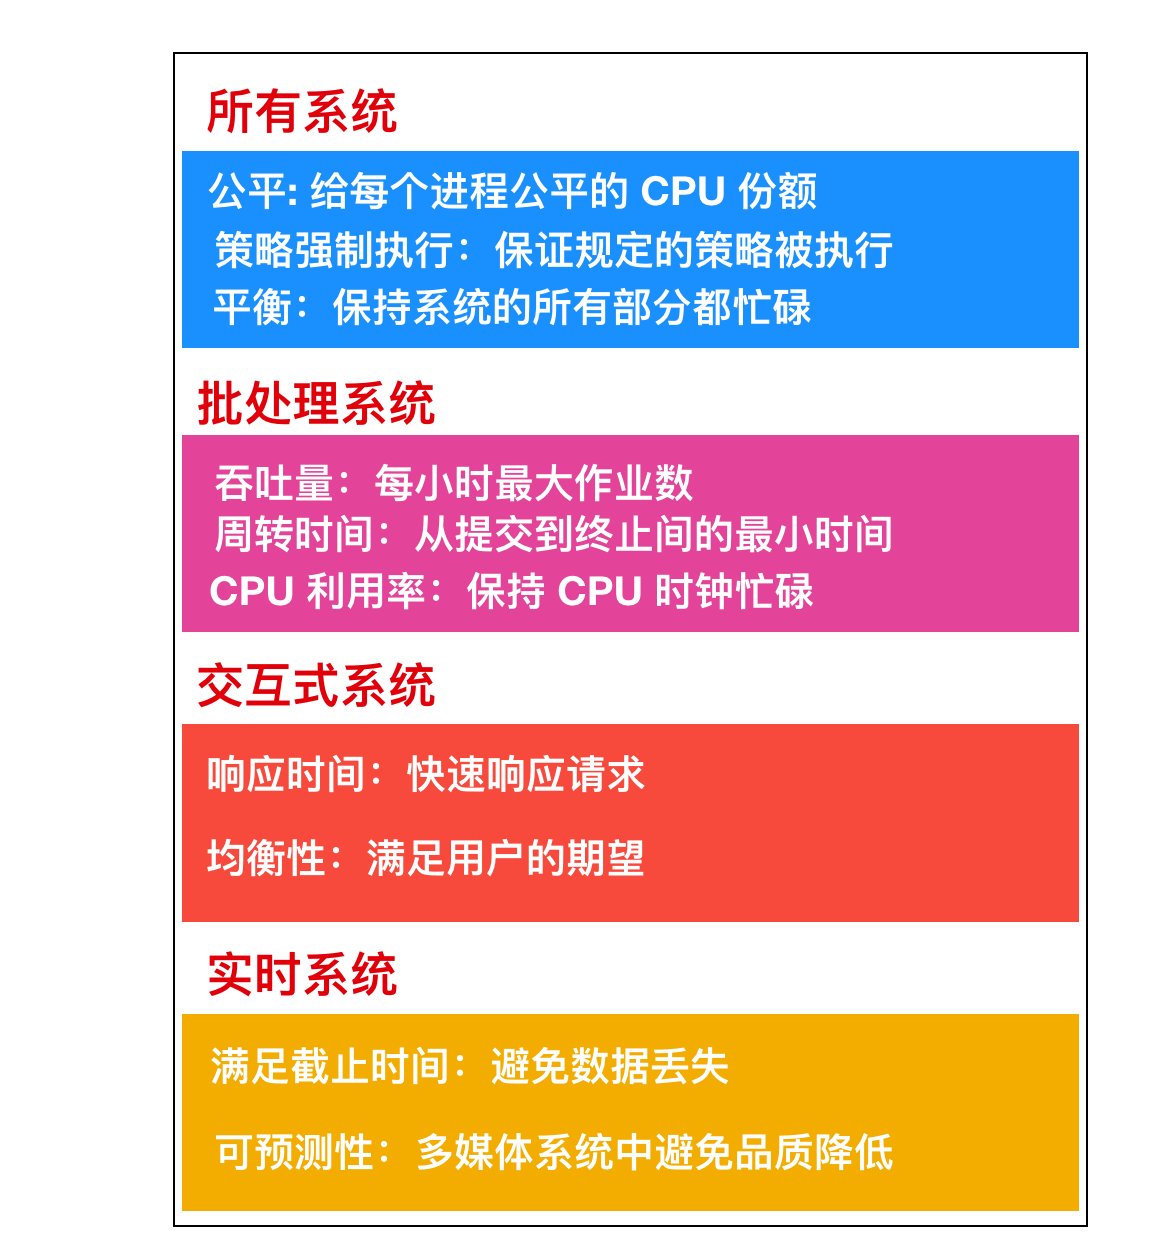 所有系统
公平: 给每个进程公平的 CPU 份额
策略强制执行：保证规定的策略被执行
平衡：保持系统的所有部分都忙碌
批处理系统
吞吐量：每小时最大作业数
周转时间：从提交到终止间的最小时间
CPU 利用率：保持 CPU 时钟忙碌
交互式系统
响应时间：快速响应请求
均衡性：满足用户的期望
实时系统
满足截止时间：避免数据丢失
可预测性：多媒体系统中避免品质降低